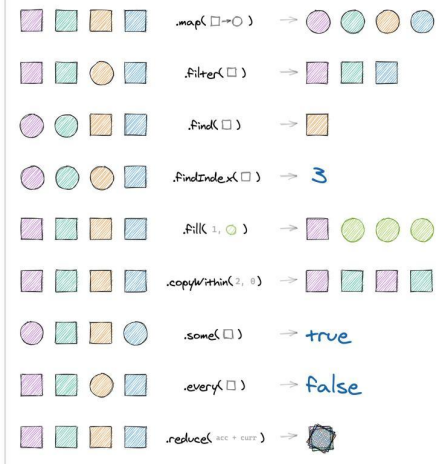 .map( □→○ ) → 
.filter( □ ) → 
.find( □ ) → 
.findIndex( □ ) → 3
.fill( 1, ○ ) → 
.copyWithin( 2, 0 ) → 
.some( □ ) → true
.every( □ ) → false
.reduce( acc + curr ) →